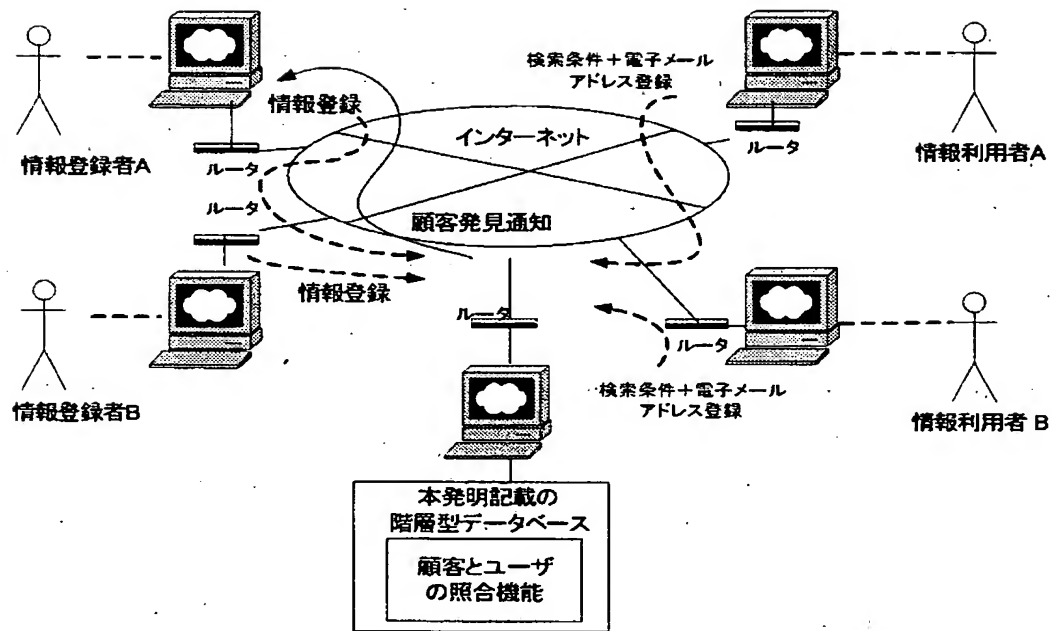 検索条件+電子メール
アドレス登録
情報登録
インターネット
情報登録者A
ルータ
ルータ
情報利用者A
ルータ
顧客発見通知
情報登録
ルータ
ルータ
検索条件+電子メール
アドレス登録
情報登録者B
情報利用者 B
本発明記載の
階層型データベース
顧客とユーザ
の照合機能